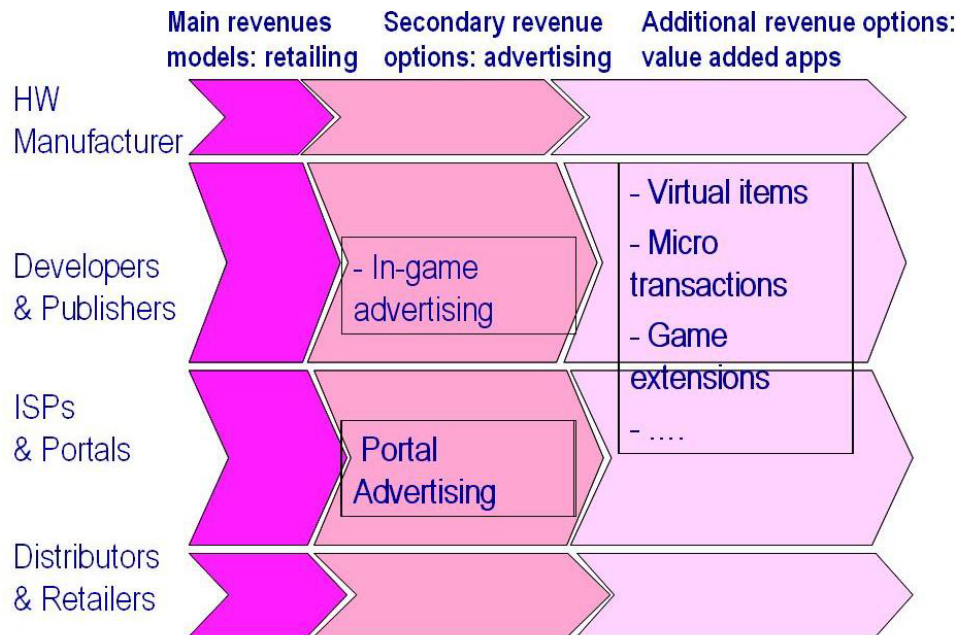 Main revenues
models: retailing
Secondary revenue
options: advertising
Additional revenue options:
value added apps
HW
Manufacturer
Developers
& Publishers
- In-game
advertising
- Virtual items
- Micro
transactions
- Game
extensions
- ....
ISPs
& Portals
Portal
Advertising
Distributors
& Retailers